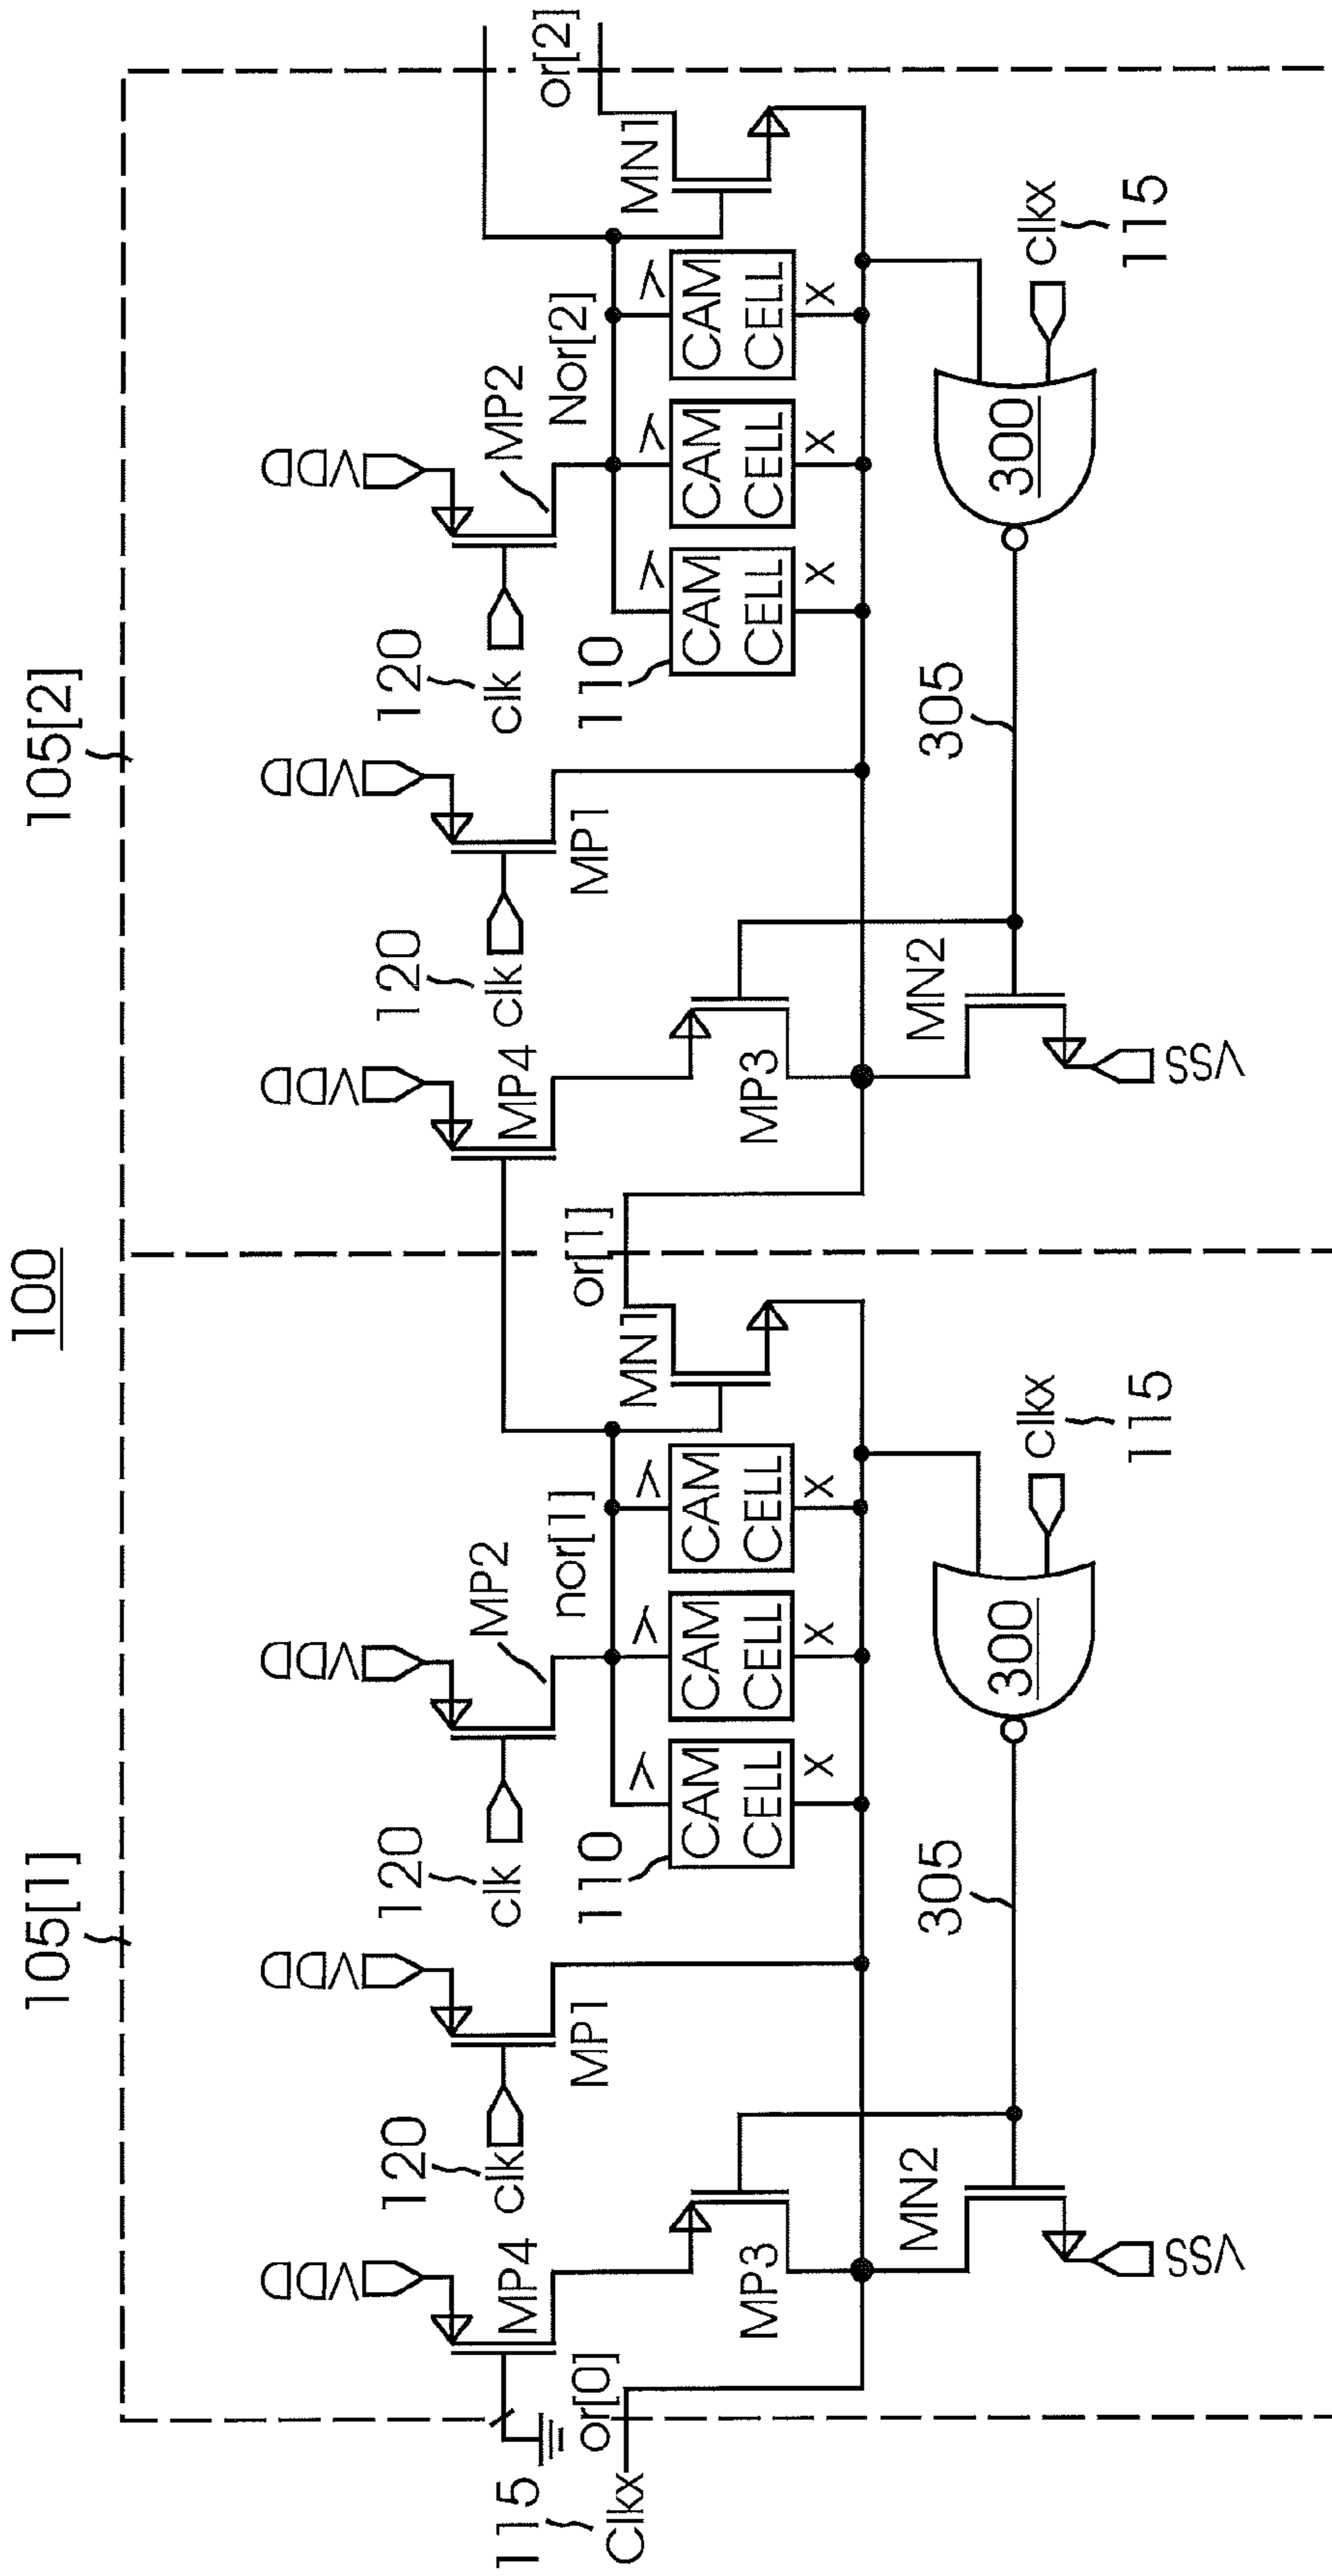 100
105[1]
105[2]
VDD
VDD
VDD
VDD
VDD
VDD
120
clk
120
clk
120
clk
120
clk
MP4
MP1
MP2
MP4
MP1
MP2
115
Clkx
or[0]
nor[1]
or[1]
Nor[2]
or[2]
110
y
y
y
MN1
110
y
y
y
MN1
CAM
CELL
CAM
CELL
CAM
CELL
CAM
CELL
CAM
CELL
CAM
CELL
MP3
x
x
x
MP3
x
x
x
MN2
305
300
clkx
115
MN2
305
300
clkx
115
VSS
VSS